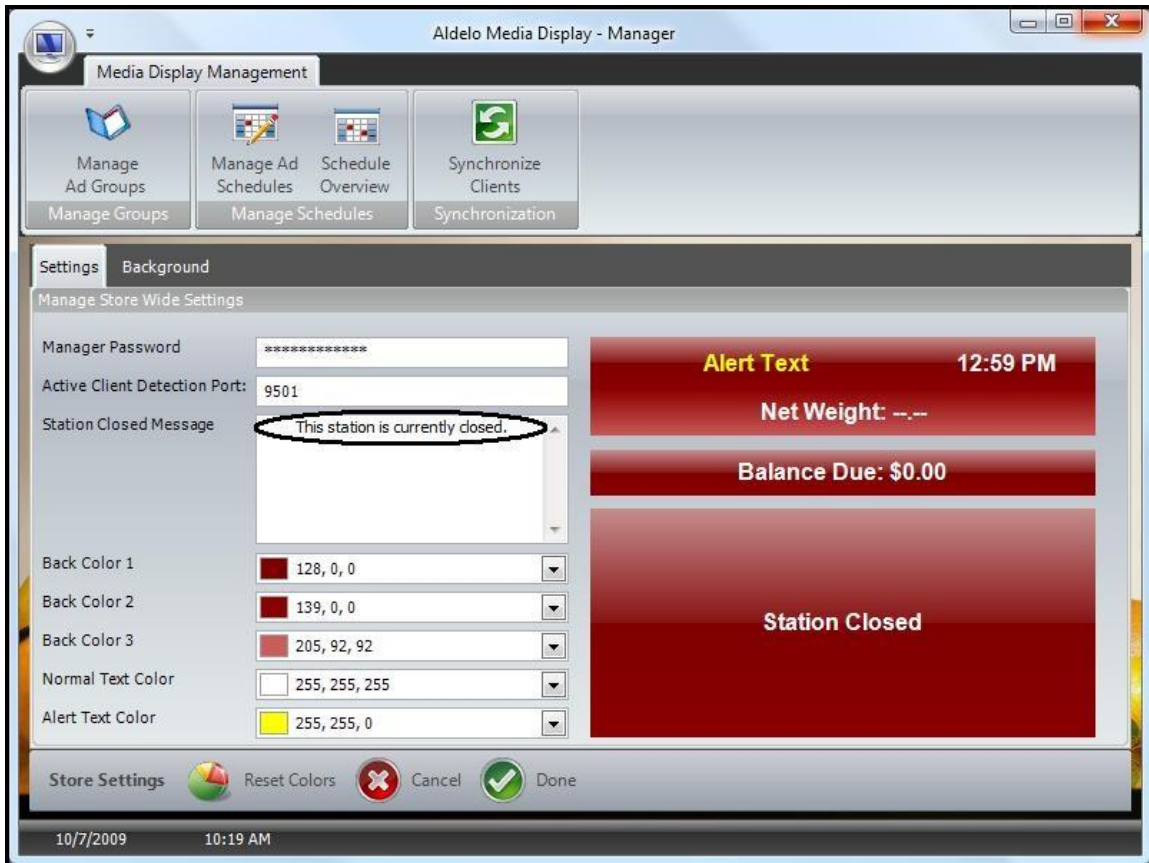 Aldelo Media Display - Manager
Media Display Management
Manage Ad Groups
Manage Ad Schedules
Schedule Overview
Synchronize Clients
Manage Groups
Manage Schedules
Synchronization
Settings
Background
Manage Store Wide Settings
Manager Password
************
Active Client Detection Port:
9501
Station Closed Message
This station is currently closed.
Back Color 1
128, 0, 0
Back Color 2
139, 0, 0
Back Color 3
205, 92, 92
Normal Text Color
255, 255, 255
Alert Text Color
255, 255, 0
Alert Text
12:59 PM
Net Weight: --.--
Balance Due: $0.00
Station Closed
Store Settings
Reset Colors
Cancel
Done
10/7/2009
10:19 AM